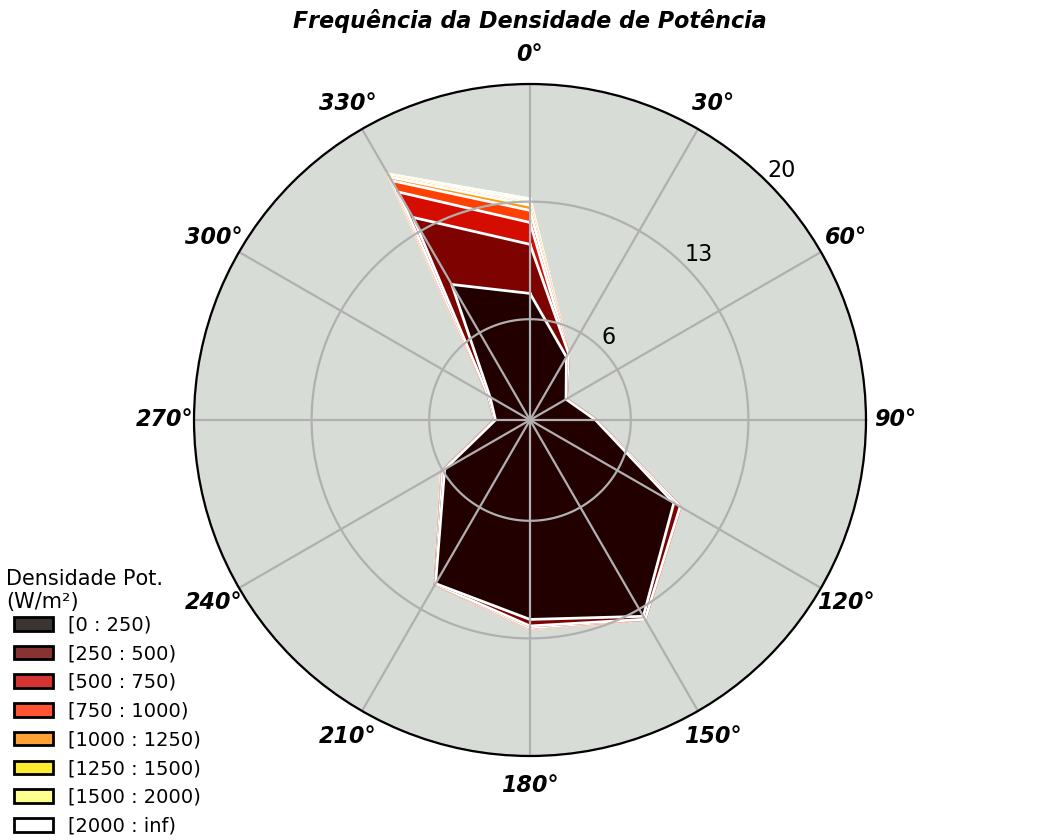 Frequência da Densidade de Potência
0°
330°
30°
20
300°
60°
13
6
270°
90°
240°
120°
210°
150°
180°
Densidade Pot.
(W/m²)
[0 : 250)
[250 : 500)
[500 : 750)
[750 : 1000)
[1000 : 1250)
[1250 : 1500)
[1500 : 2000)
[2000 : inf)